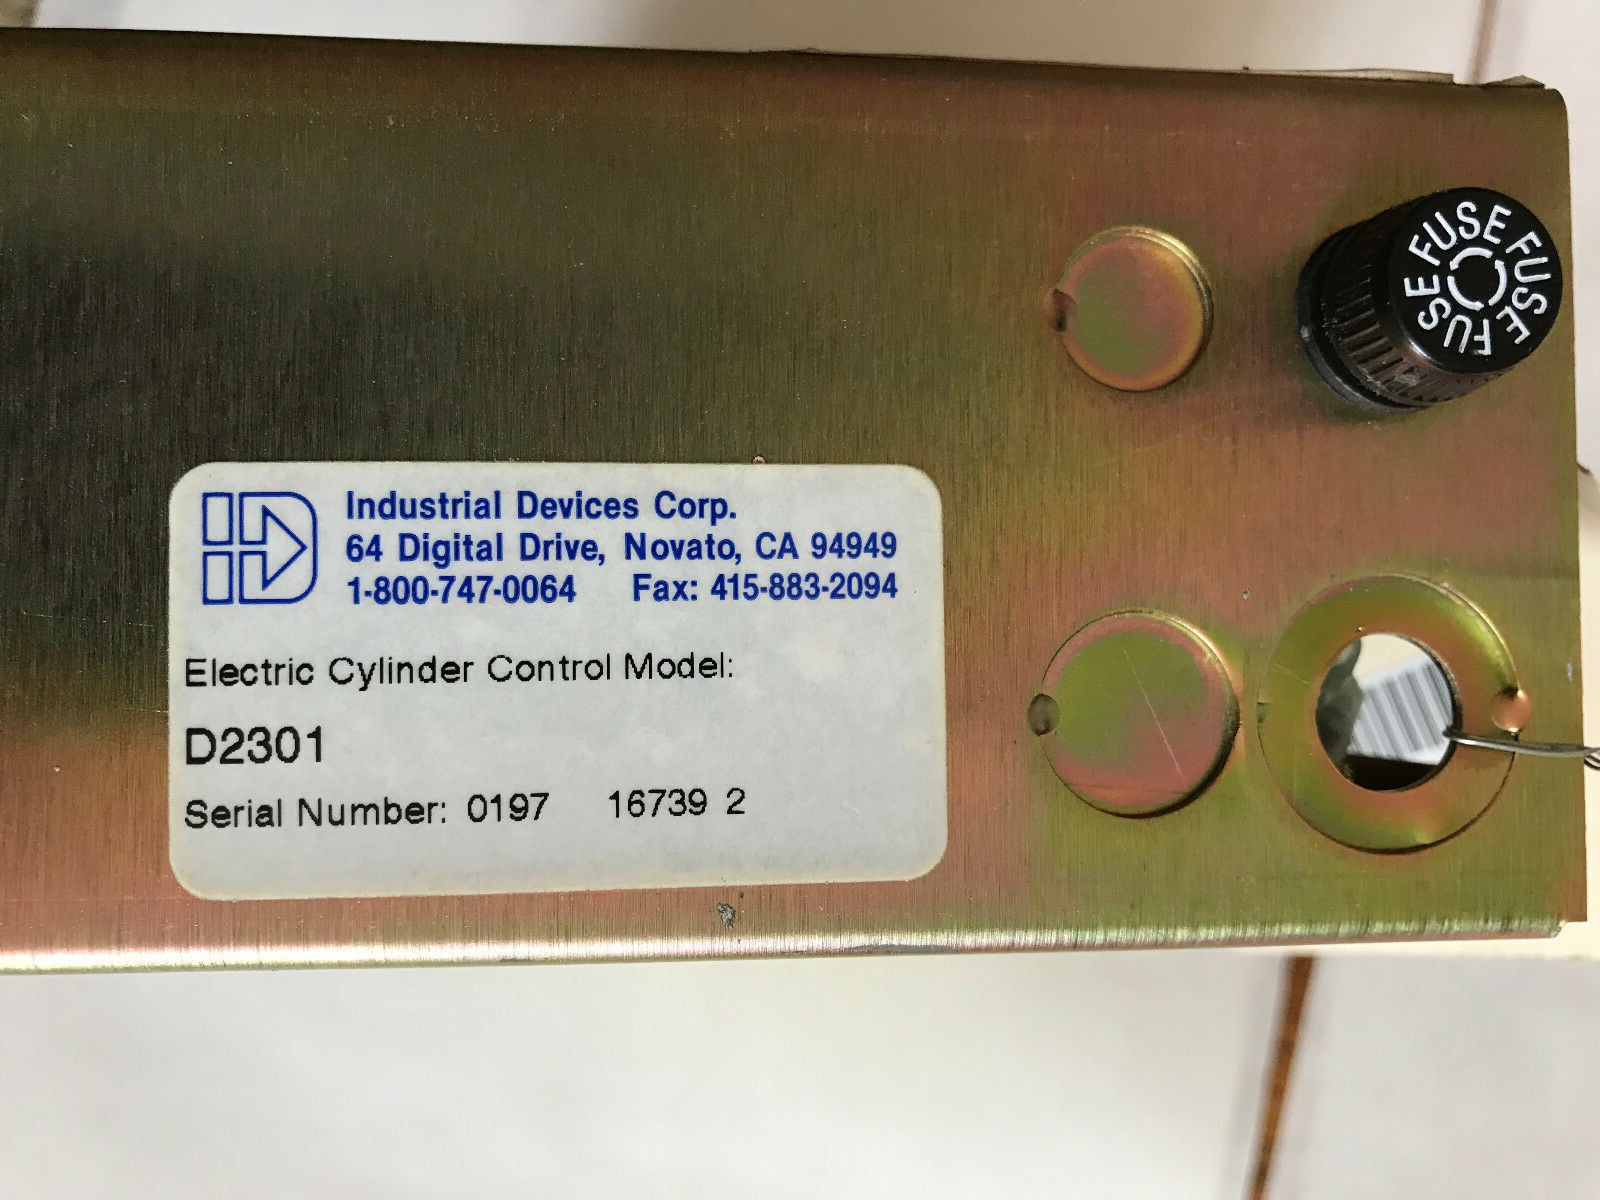 Industrial Devices Corp.
64 Digital Drive, Novato, CA 94949
1-800-747-0064 Fax: 415-883-2094
Electric Cylinder Control Model:
D2301
Serial Number: 0197 16739 2
FUSE FUSE FUSE FUSE